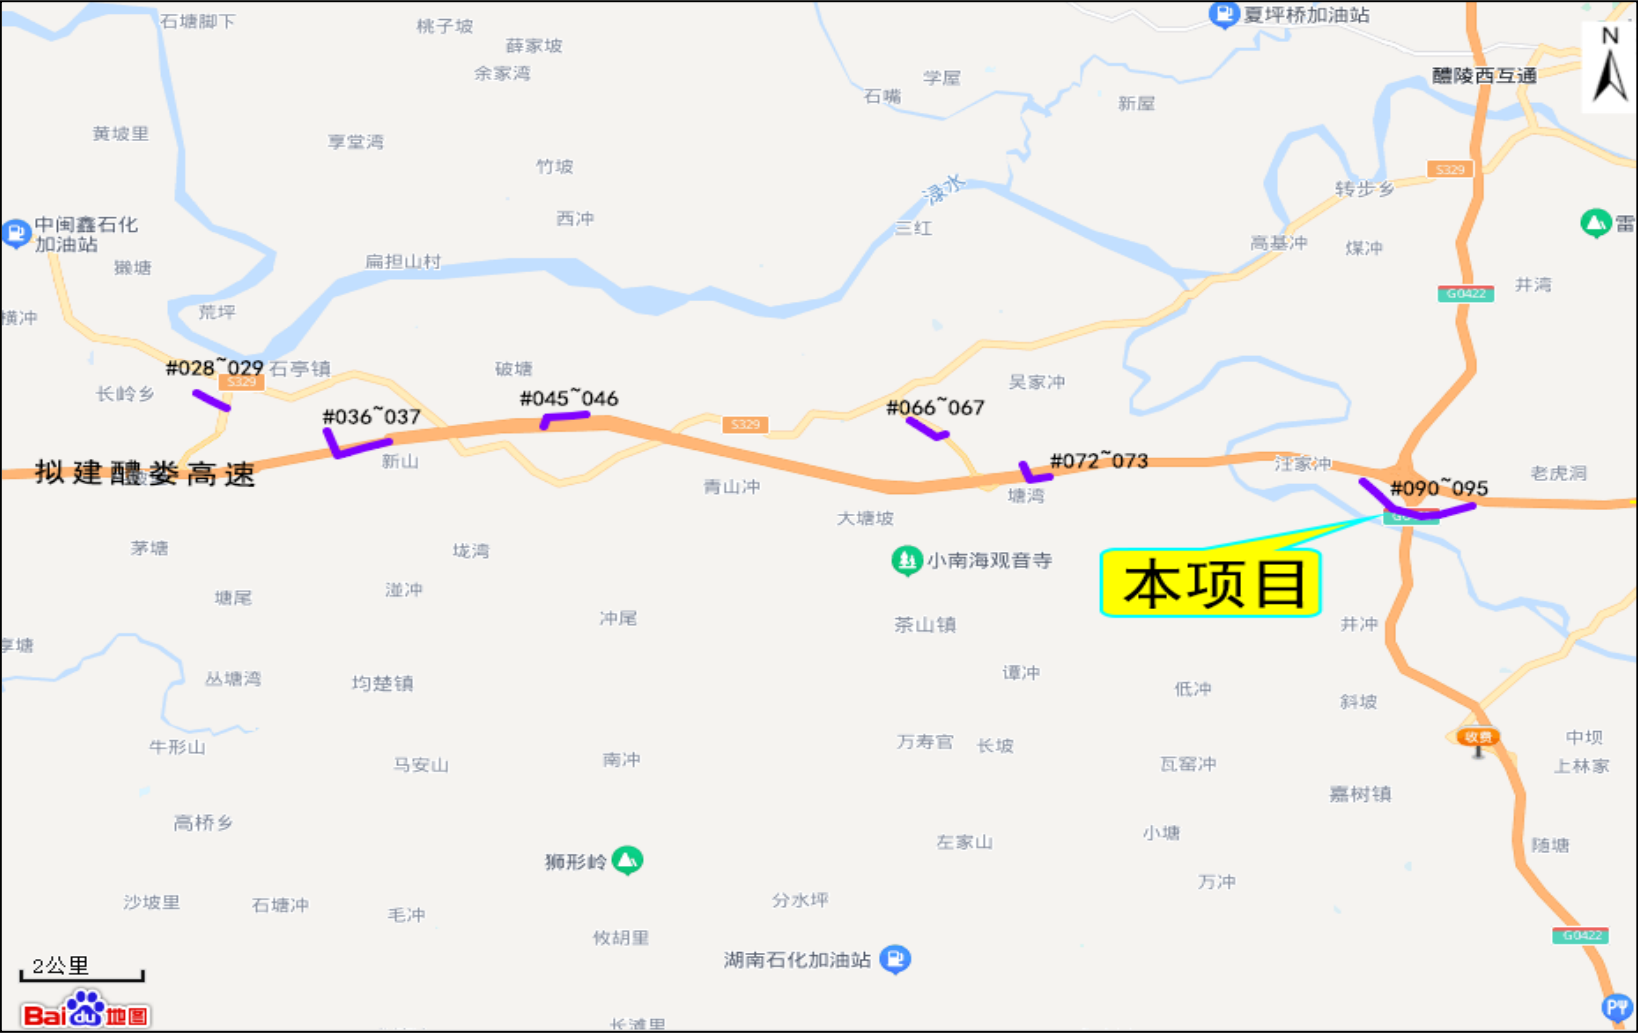 石塘脚下
桃子坡
夏坪桥加油站
薛家坡
余家湾
N
学屋
醴陵西互通
石嘴
新屋
黄坡里
享堂湾
竹坡
S329
渌水
转步乡
西冲
三红
中闽鑫石化
加油站
雷
高基冲
煤冲
扁担山村
獭塘
井湾
G0422
荒坪
横冲
#028~029
石亭镇
破塘
S329
吴家冲
长岭乡
#045~046
#066~067
#036~037
S329
新山
#072~073
汪家冲
拟建醴娄高速
老虎洞
青山冲
#090~095
塘湾
大塘坡
茅塘
垅湾
小南海观音寺
本项目
塘尾
湴冲
冲尾
茶山镇
井冲
享塘
谭冲
丛塘湾
均楚镇
低冲
斜坡
收费
牛形山
万寿官
长坡
中坝
马安山
南冲
瓦窑冲
上林家
嘉树镇
高桥乡
小塘
左家山
随塘
狮形岭
万冲
沙坡里
石塘冲
分水坪
毛冲
攸胡里
G0422
湖南石化加油站
2公里
Bai du 地图
长滩里
P